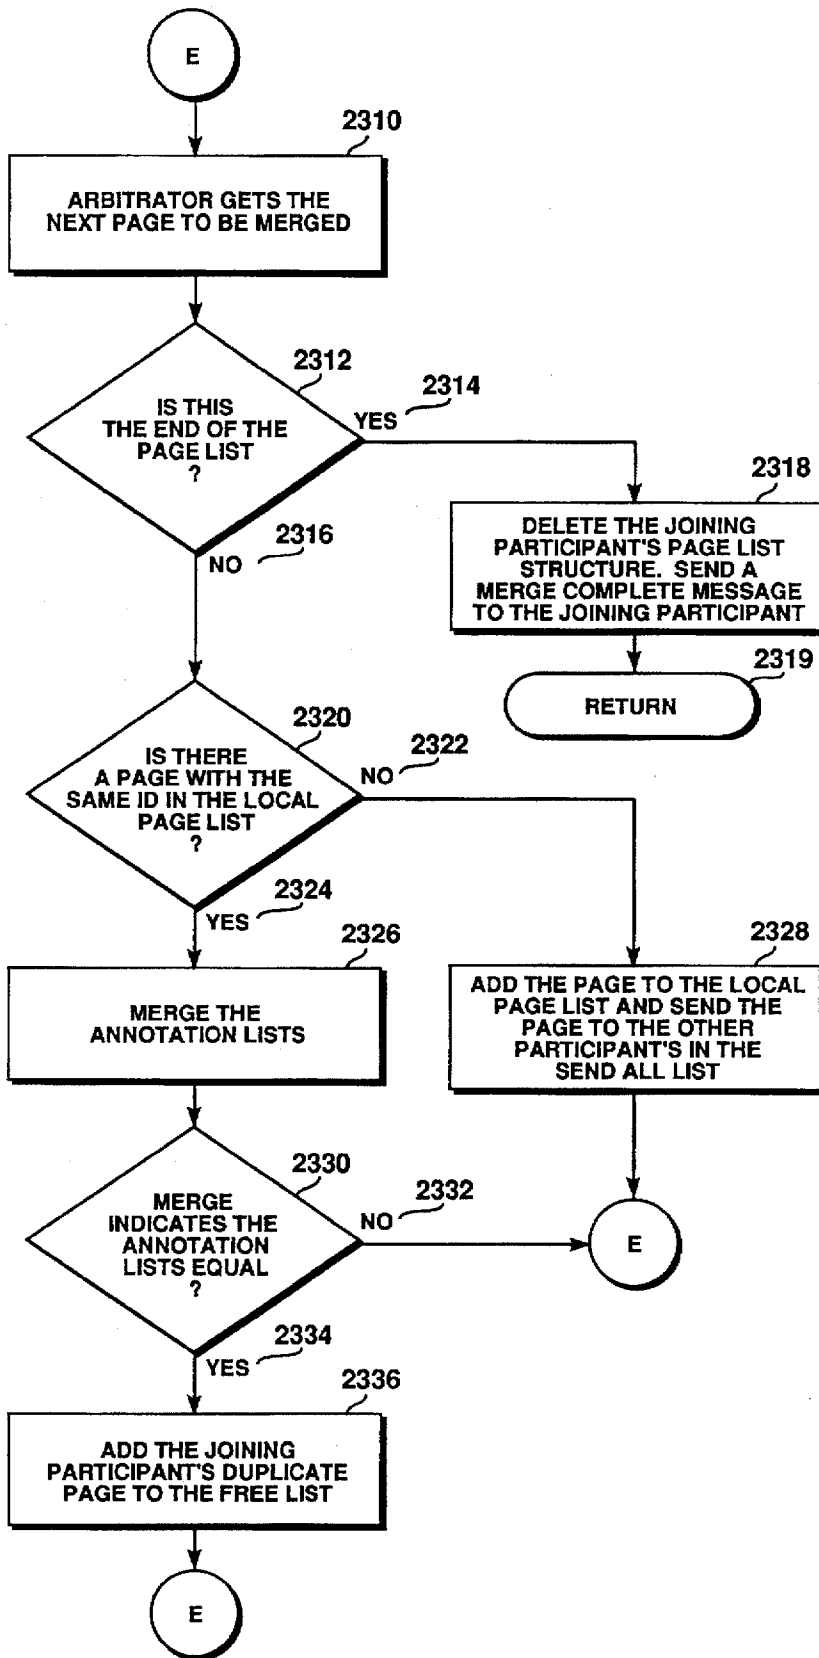 E
2310
ARBITRATOR GETS THE
NEXT PAGE TO BE MERGED
2312
IS THIS
THE END OF THE
PAGE LIST
?
2314
YES
2316
NO
2318
DELETE THE JOINING
PARTICIPANT'S PAGE LIST
STRUCTURE. SEND A
MERGE COMPLETE MESSAGE
TO THE JOINING PARTICIPANT
2319
RETURN
2320
IS THERE
A PAGE WITH THE
SAME ID IN THE LOCAL
PAGE LIST
?
2322
NO
2324
YES
2326
MERGE THE
ANNOTATION LISTS
2328
ADD THE PAGE TO THE LOCAL
PAGE LIST AND SEND THE
PAGE TO THE OTHER
PARTICIPANT'S IN THE
SEND ALL LIST
2330
MERGE
INDICATES THE
ANNOTATION
LISTS EQUAL
?
2332
NO
E
2334
YES
2336
ADD THE JOINING
PARTICIPANT'S DUPLICATE
PAGE TO THE FREE LIST
E